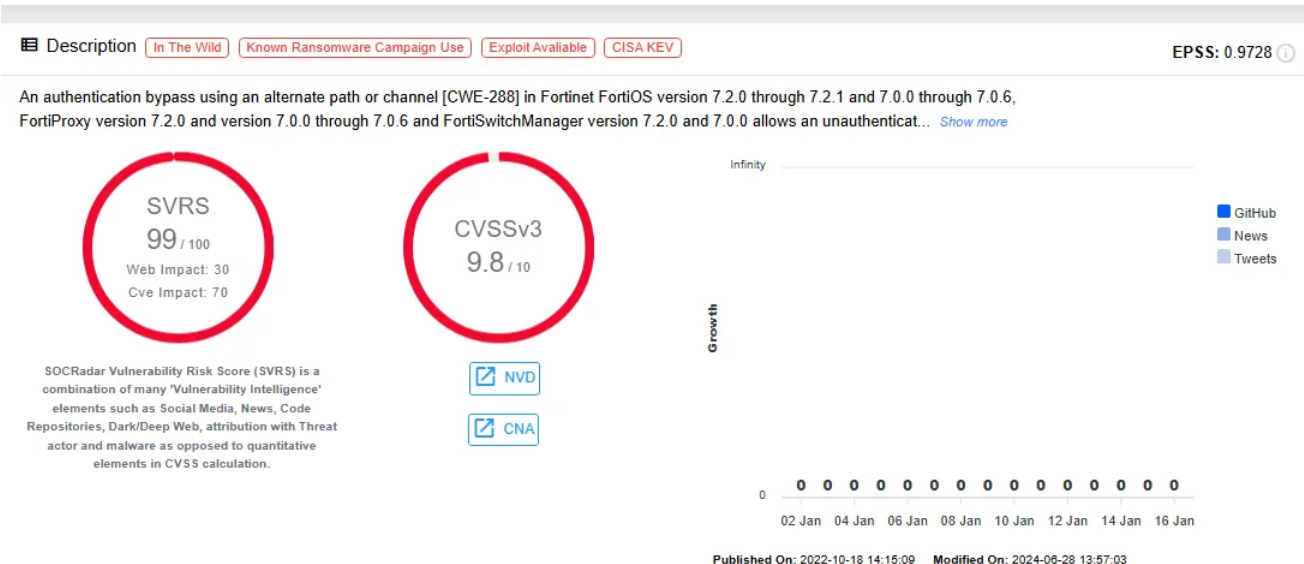 Description In The Wild Known Ransomware Campaign Use Exploit Avaliable CISA KEV
EPSS: 0.9728
An authentication bypass using an alternate path or channel [CWE-288] in Fortinet FortiOS version 7.2.0 through 7.2.1 and 7.0.0 through 7.0.6,
FortiProxy version 7.2.0 and version 7.0.0 through 7.0.6 and FortiSwitchManager version 7.2.0 and 7.0.0 allows an unauthenticat... Show more
SVRS
99 / 100
Web Impact: 30
Cve Impact: 70
SOCRadar Vulnerability Risk Score (SVRS) is a
combination of many 'Vulnerability Intelligence'
elements such as Social Media, News, Code
Repositories, Dark/Deep Web, attribution with Threat
actor and malware as opposed to quantitative
elements in CVSS calculation.
CVSSv3
9.8 / 10
NVD
CNA
Infinity
Growth
0
0 0 0 0 0 0 0 0 0 0 0 0 0 0 0
02 Jan 04 Jan 06 Jan 08 Jan 10 Jan 12 Jan 14 Jan 16 Jan
GitHub
News
Tweets
Published On: 2022-10-18 14:15:09 Modified On: 2024-06-28 13:57:03